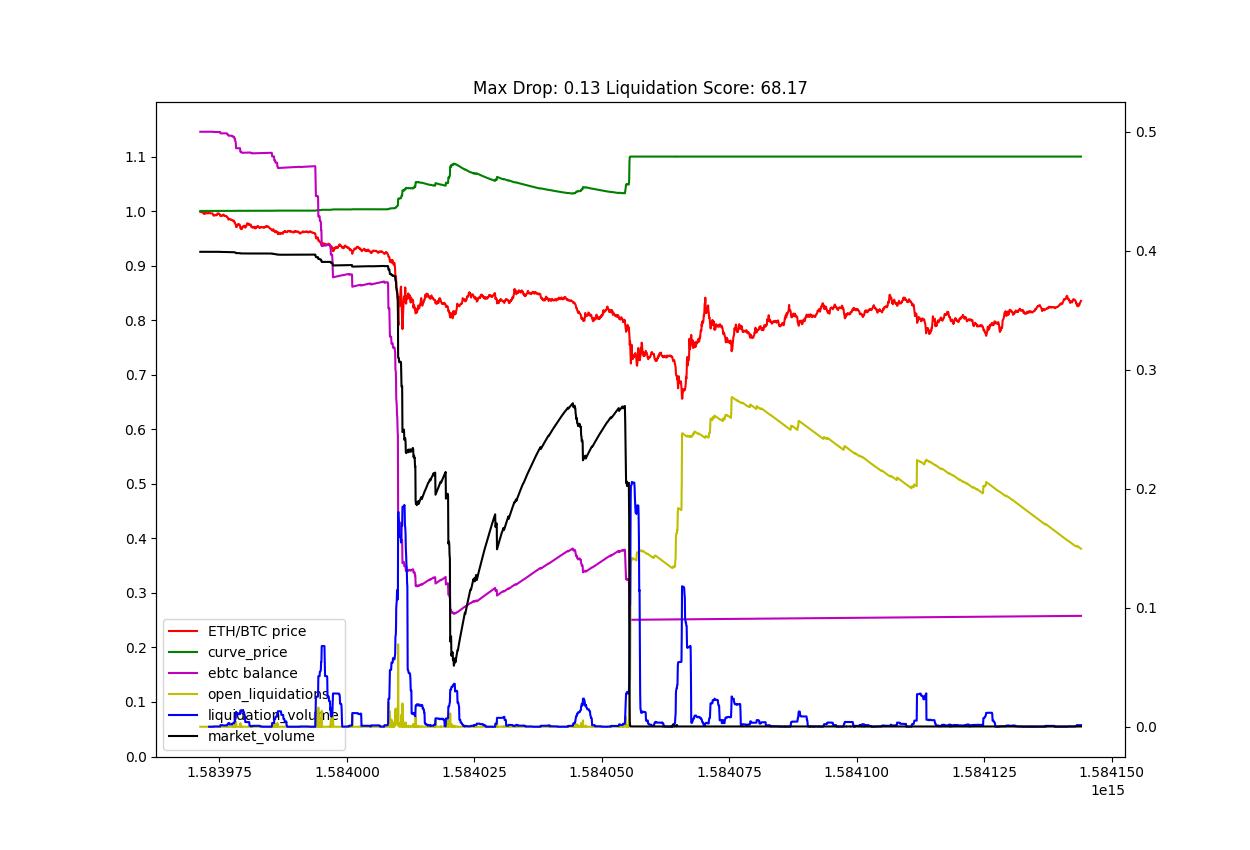 Max Drop: 0.13 Liquidation Score: 68.17
1.1
1.0
0.9
0.8
0.7
0.6
0.5
0.4
0.3
0.2
0.1
0.0
0.5
0.4
0.3
0.2
0.1
0.0
ETH/BTC price
curve_price
ebtc balance
open_liquidations
liquidation_volume
market_volume
1.583975 1.584000 1.584025 1.584050 1.584075 1.584100 1.584125 1.584150
1e15